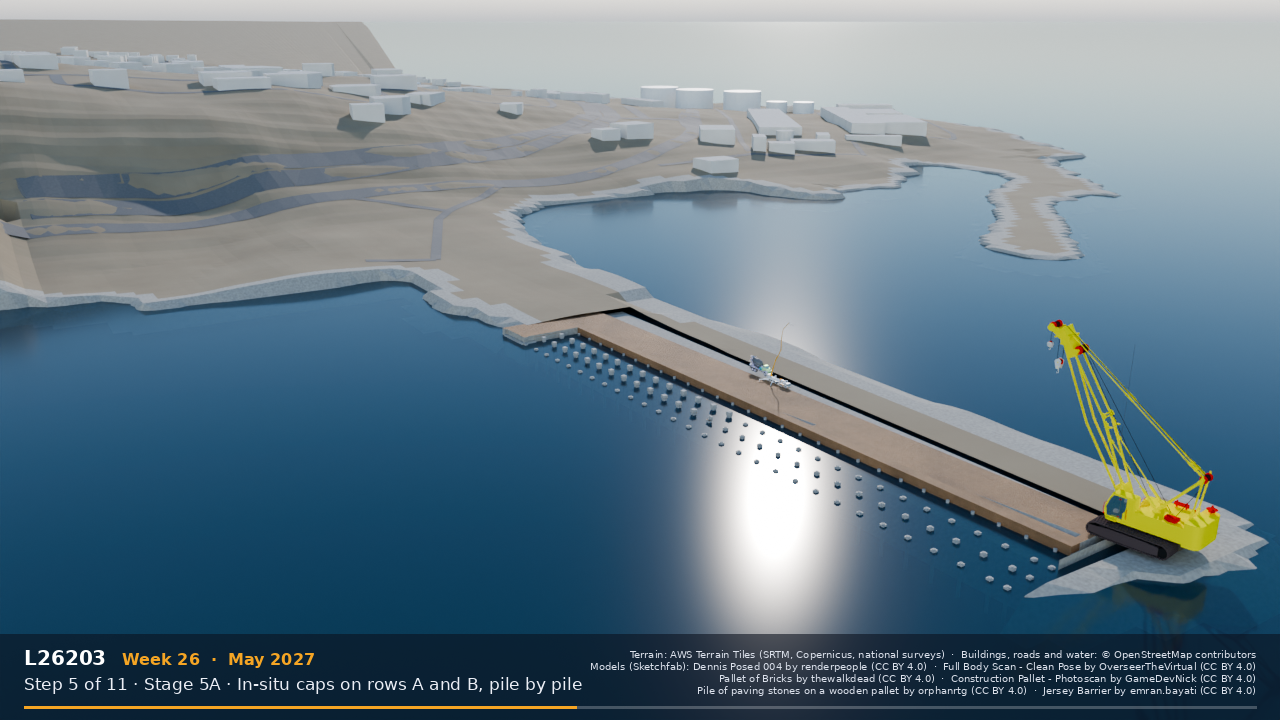 L26203 Week 26 · May 2027
Step 5 of 11 · Stage 5A · In-situ caps on rows A and B, pile by pile
Terrain: AWS Terrain Tiles (SRTM, Copernicus, national surveys) · Buildings, roads and water: © OpenStreetMap contributors
Models (Sketchfab): Dennis Posed 004 by renderpeople (CC BY 4.0) · Full Body Scan - Clean Pose by OverseerTheVirtual (CC BY 4.0)
Pallet of Bricks by thewalkdead (CC BY 4.0) · Construction Pallet - Photoscan by GameDevNick (CC BY 4.0)
Pile of paving stones on a wooden pallet by orphanrtg (CC BY 4.0) · Jersey Barrier by emran.bayati (CC BY 4.0)